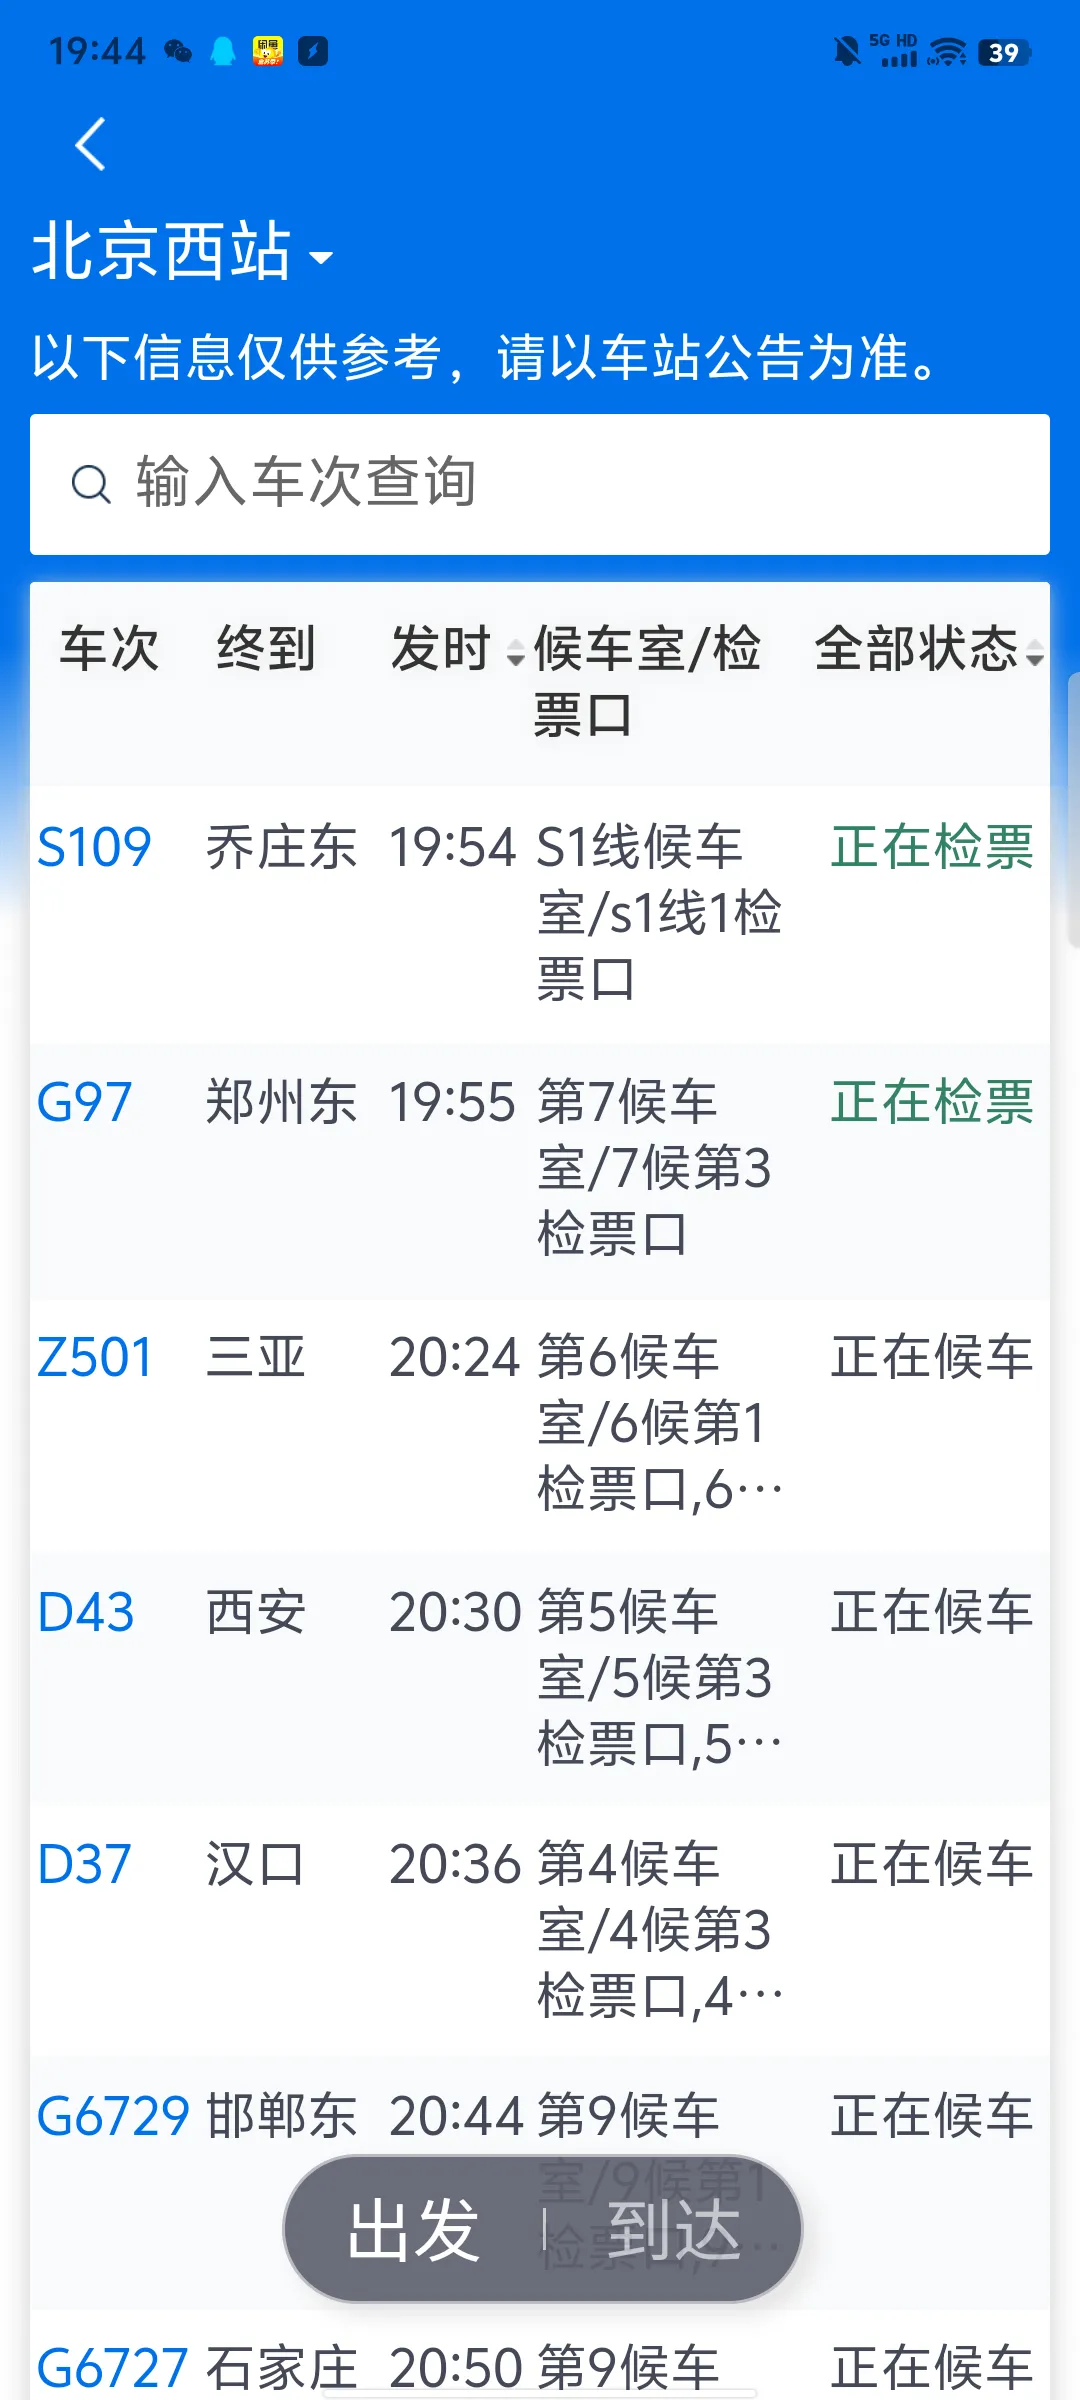 19:44
5G HD
39
北京西站
以下信息仅供参考，请以车站公告为准。
输入车次查询
车次 终到 发时 候车室/检 全部状态
票口
S109 乔庄东 19:54 S1线候车 正在检票
室/s1线1检
票口
G97 郑州东 19:55 第7候车 正在检票
室/7候第3
检票口
Z501 三亚 20:24 第6候车 正在候车
室/6候第1
检票口,6…
D43 西安 20:30 第5候车 正在候车
室/5候第3
检票口,5…
D37 汉口 20:36 第4候车 正在候车
室/4候第3
检票口,4…
G6729 邯郸东 20:44 第9候车 正在候车
室/9候第1
检票口,9…
出发 到达
G6727 石家庄 20:50 第9候车 正在候车